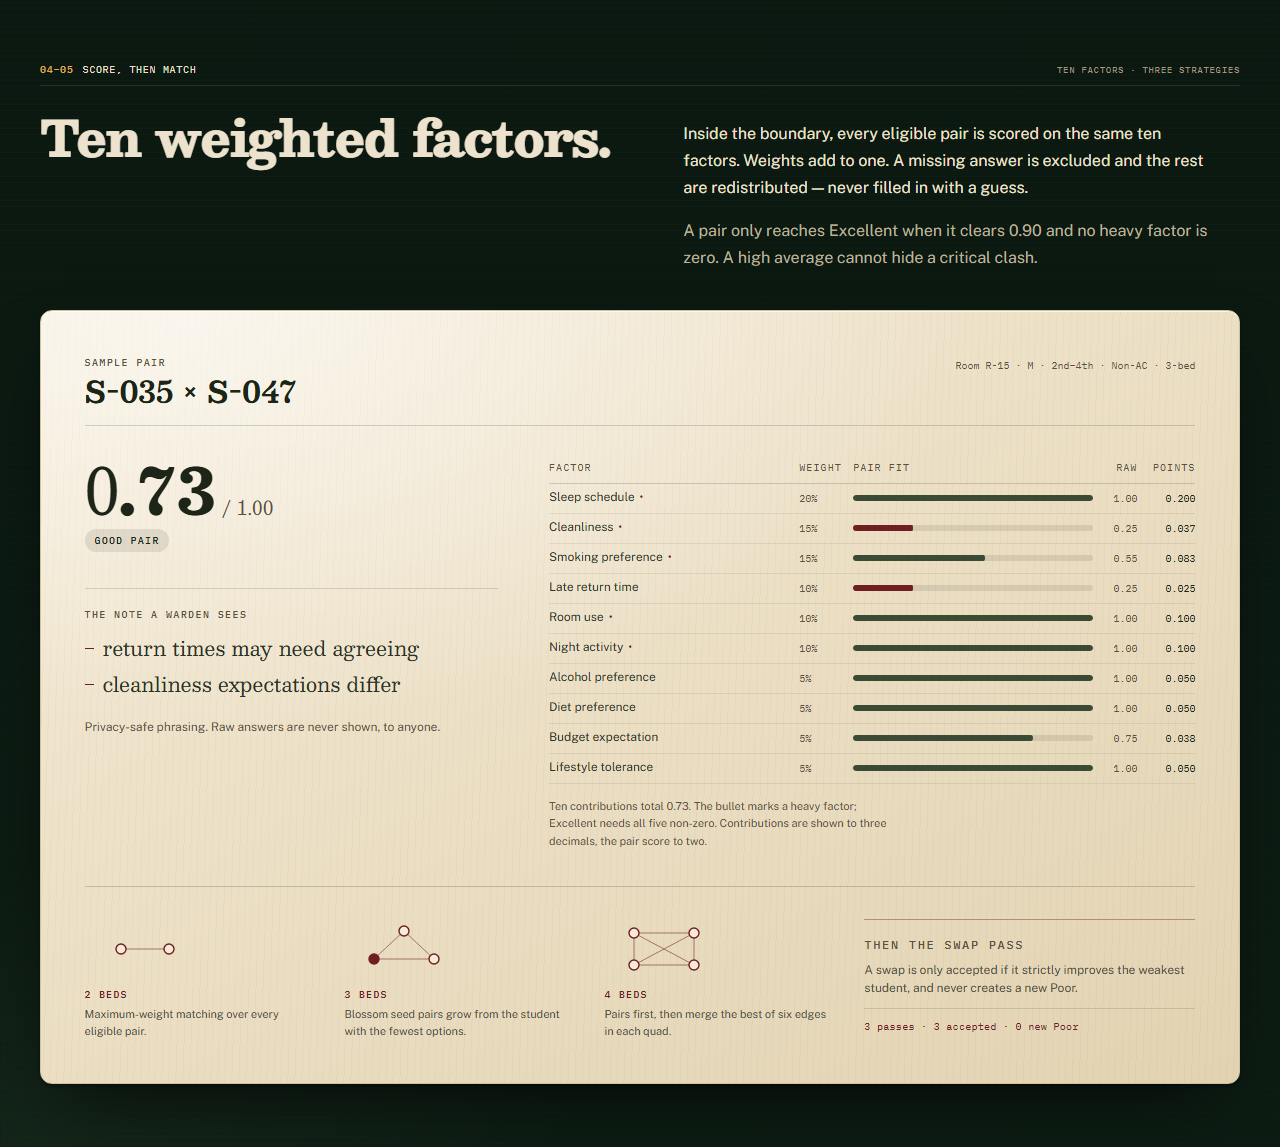 04–05 SCORE, THEN MATCH
TEN FACTORS · THREE STRATEGIES
Ten weighted factors.
Inside the boundary, every eligible pair is scored on the same ten
factors. Weights add to one. A missing answer is excluded and the rest
are redistributed — never filled in with a guess.
A pair only reaches Excellent when it clears 0.90 and no heavy factor is
zero. A high average cannot hide a critical clash.
SAMPLE PAIR
S-035 × S-047
Room R-15 · M · 2nd–4th · Non-AC · 3-bed
0.73 / 1.00
GOOD PAIR
THE NOTE A WARDEN SEES
– return times may need agreeing
– cleanliness expectations differ
Privacy-safe phrasing. Raw answers are never shown, to anyone.
FACTOR WEIGHT PAIR FIT RAW POINTS
Sleep schedule • 20% 1.00 0.200
Cleanliness • 15% 0.25 0.037
Smoking preference • 15% 0.55 0.083
Late return time 10% 0.25 0.025
Room use • 10% 1.00 0.100
Night activity • 10% 1.00 0.100
Alcohol preference 5% 1.00 0.050
Diet preference 5% 1.00 0.050
Budget expectation 5% 0.75 0.038
Lifestyle tolerance 5% 1.00 0.050
Ten contributions total 0.73. The bullet marks a heavy factor;
Excellent needs all five non-zero. Contributions are shown to three
decimals, the pair score to two.
2 BEDS
Maximum-weight matching over every
eligible pair.
3 BEDS
Blossom seed pairs grow from the student
with the fewest options.
4 BEDS
Pairs first, then merge the best of six edges
in each quad.
THEN THE SWAP PASS
A swap is only accepted if it strictly improves the weakest
student, and never creates a new Poor.
3 passes · 3 accepted · 0 new Poor